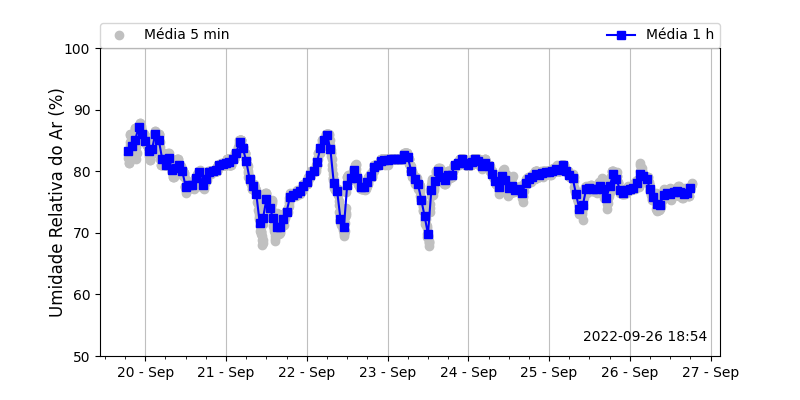 Média 5 min
Média 1 h
100
90
80
70
60
50
Umidade Relativa do Ar (%)
2022-09-26 18:54
20 - Sep
21 - Sep
22 - Sep
23 - Sep
24 - Sep
25 - Sep
26 - Sep
27 - Sep